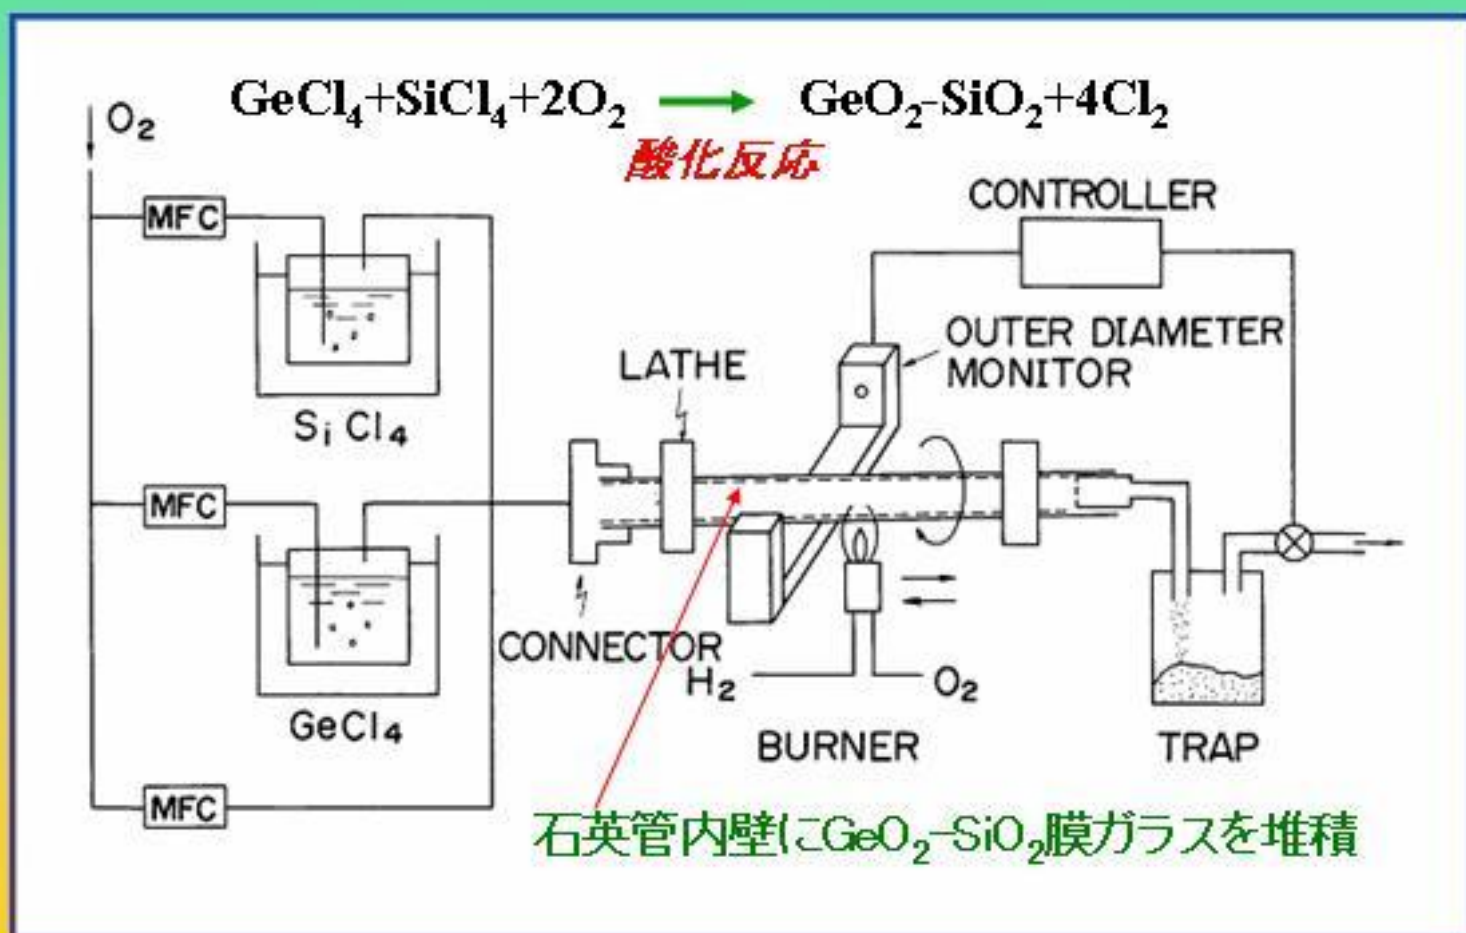 GeCl₄+SiCl₄+2O₂ → GeO₂-SiO₂+4Cl₂
酸化反応
O₂
CONTROLLER
MFC
OUTER DIAMETER
MONITOR
LATHE
Si Cl₄
MFC
CONNECTOR
H₂
O₂
GeCl₄
BURNER
TRAP
MFC
石英管内壁にGeO₂-SiO₂膜ガラスを堆積